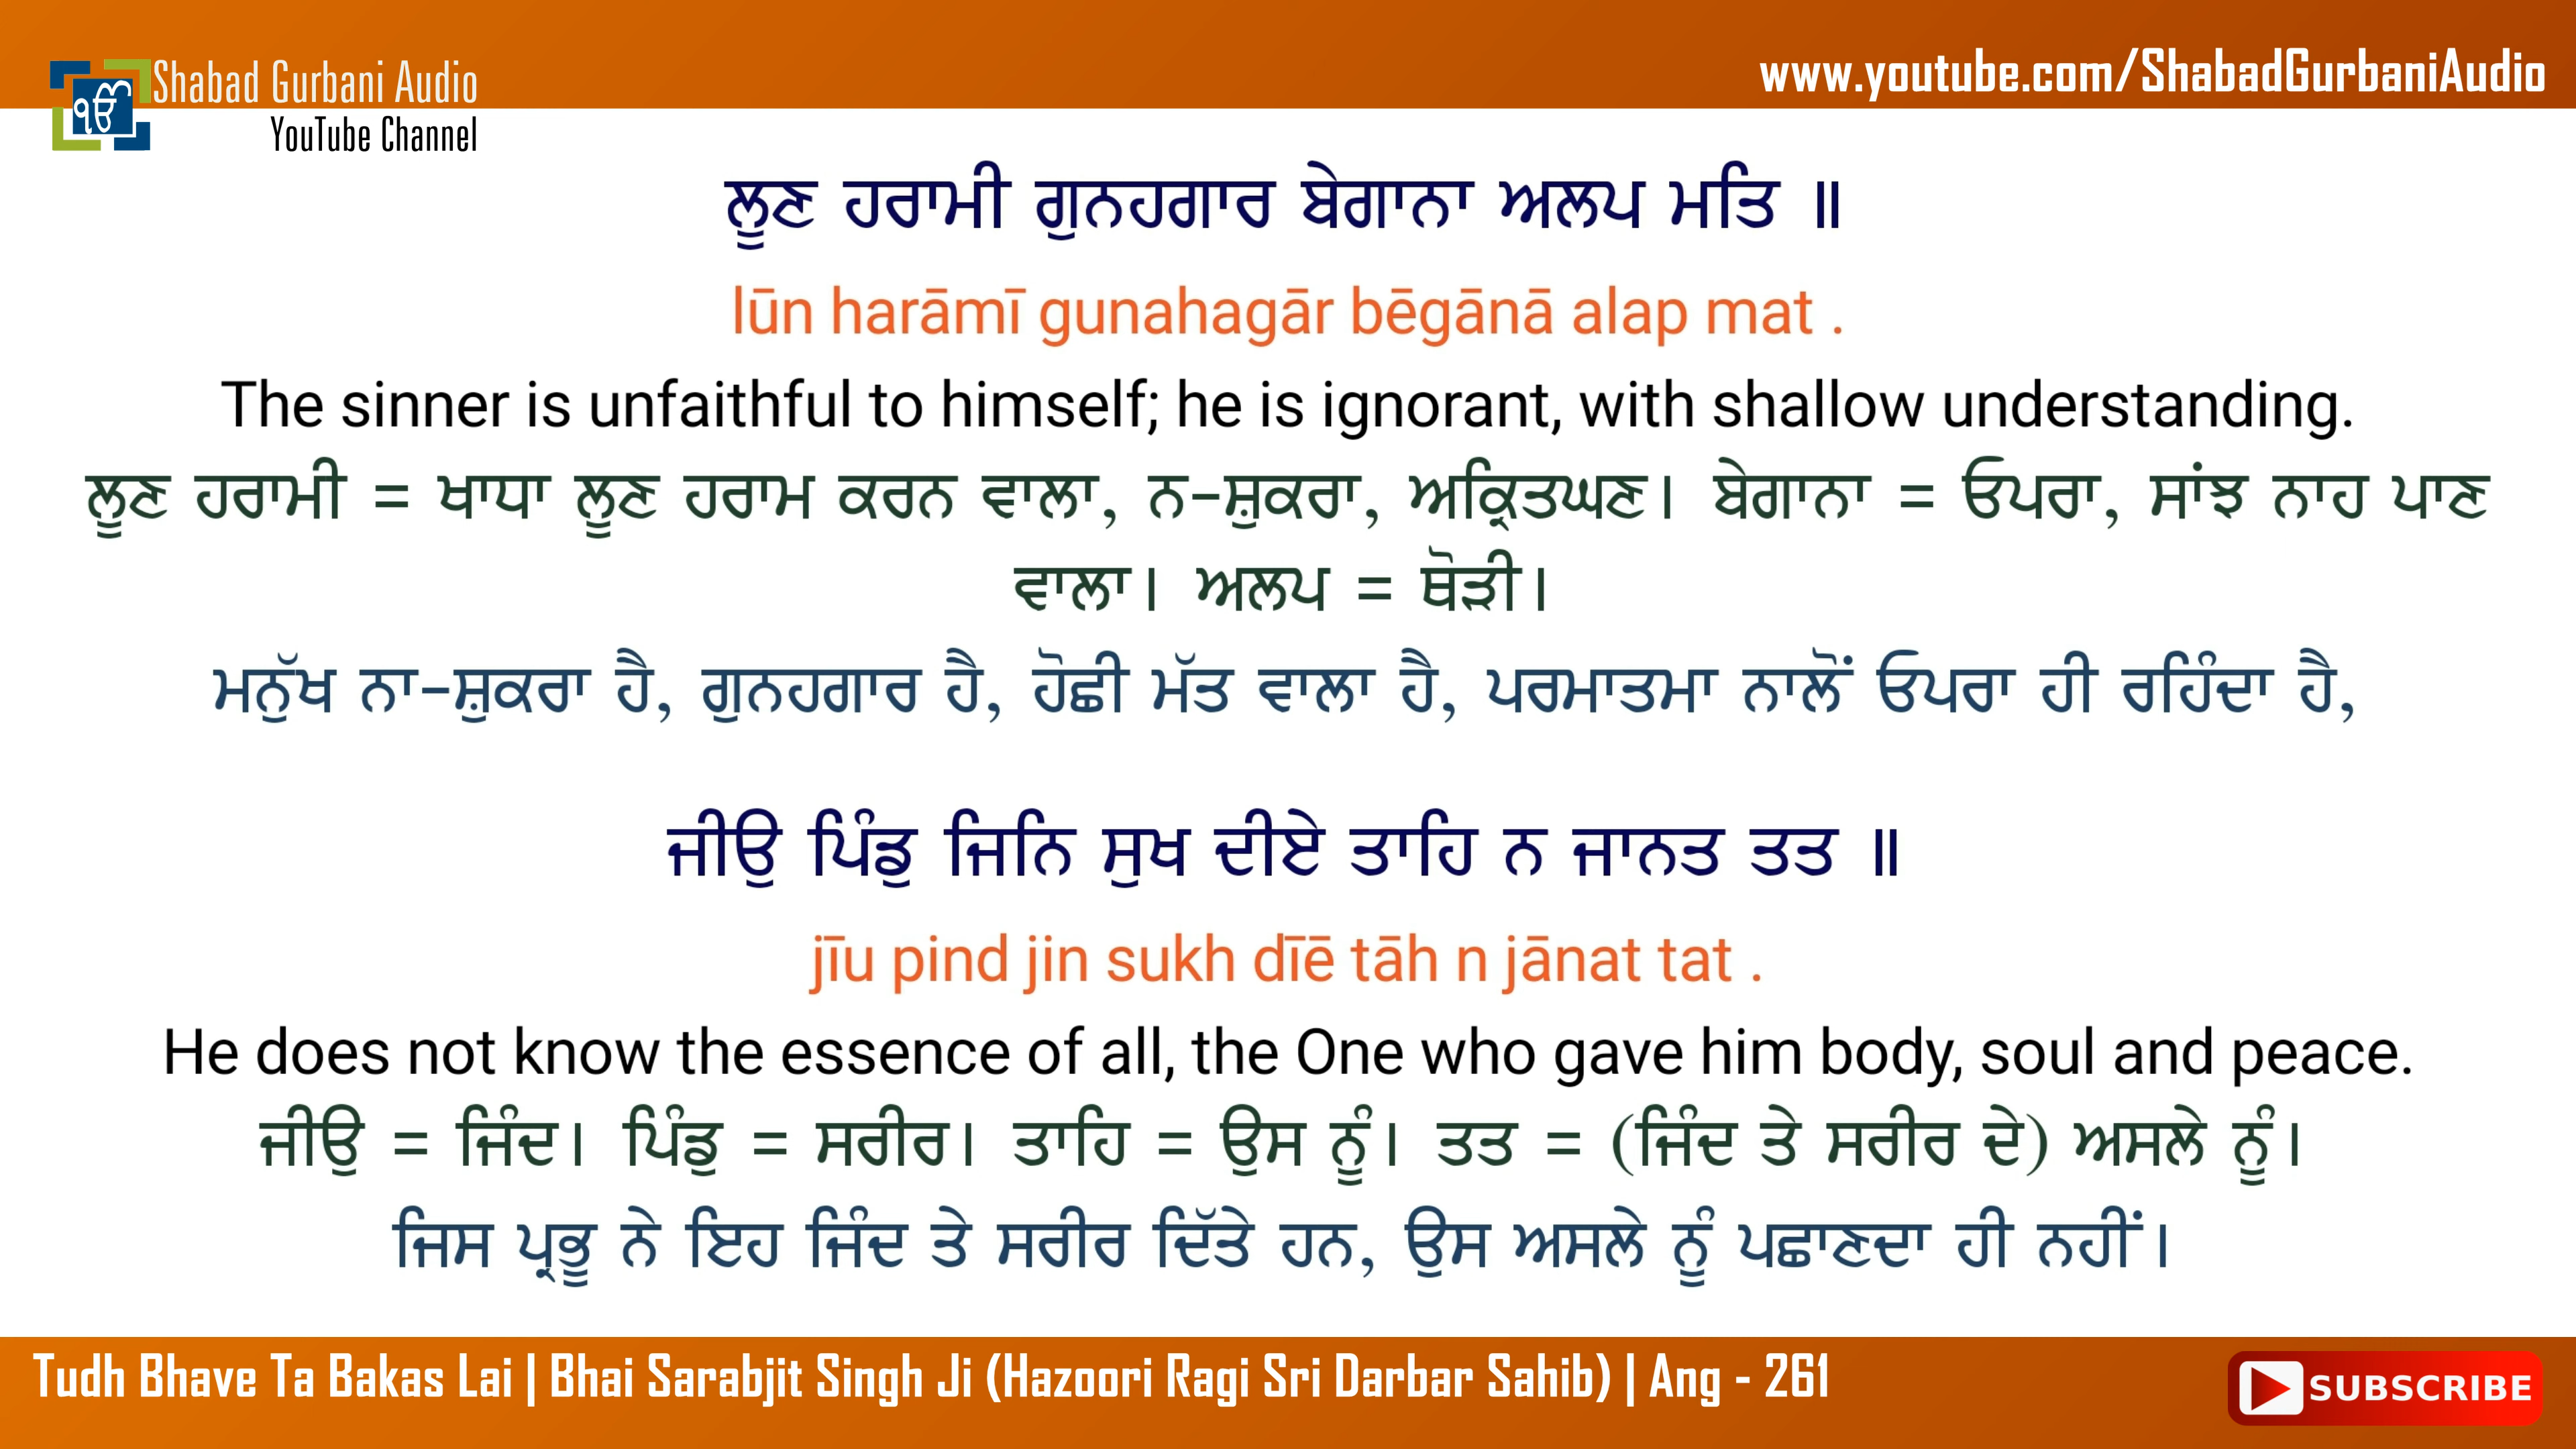 Shabad Gurbani Audio
YouTube Channel
www.youtube.com/ShabadGurbaniAudio
ੴ
ਲੂਣ ਹਰਾਮੀ ਗੁਨਹਗਾਰ ਬੇਗਾਨਾ ਅਲਪ ਮਤਿ ॥
lūn harāmī gunahagār bēgānā alap mat .
The sinner is unfaithful to himself; he is ignorant, with shallow understanding.
ਲੂਣ ਹਰਾਮੀ = ਖਾਧਾ ਲੂਣ ਹਰਾਮ ਕਰਨ ਵਾਲਾ, ਨ-ਸ਼ੁਕਰਾ, ਅਕ੍ਰਿਤਘਣ। ਬੇਗਾਨਾ = ਓਪਰਾ, ਸਾਂਝ ਨਾਹ ਪਾਣ
ਵਾਲਾ। ਅਲਪ = ਥੋੜੀ।
ਮਨੁੱਖ ਨਾ-ਸ਼ੁਕਰਾ ਹੈ, ਗੁਨਹਗਾਰ ਹੈ, ਹੋਛੀ ਮੱਤ ਵਾਲਾ ਹੈ, ਪਰਮਾਤਮਾ ਨਾਲੋਂ ਓਪਰਾ ਹੀ ਰਹਿੰਦਾ ਹੈ,
ਜੀਉ ਪਿੰਡੁ ਜਿਨਿ ਸੁਖ ਦੀਏ ਤਾਹਿ ਨ ਜਾਨਤ ਤਤ ॥
jīu pind jin sukh dīē tāh n jānat tat .
He does not know the essence of all, the One who gave him body, soul and peace.
ਜੀਉ = ਜਿੰਦ। ਪਿੰਡੁ = ਸਰੀਰ। ਤਾਹਿ = ਉਸ ਨੂੰ। ਤਤ = (ਜਿੰਦ ਤੇ ਸਰੀਰ ਦੇ) ਅਸਲੇ ਨੂੰ।
ਜਿਸ ਪ੍ਰਭੂ ਨੇ ਇਹ ਜਿੰਦ ਤੇ ਸਰੀਰ ਦਿੱਤੇ ਹਨ, ਉਸ ਅਸਲੇ ਨੂੰ ਪਛਾਣਦਾ ਹੀ ਨਹੀਂ।
Tudh Bhave Ta Bakas Lai | Bhai Sarabjit Singh Ji (Hazoori Ragi Sri Darbar Sahib) | Ang - 261
SUBSCRIBE